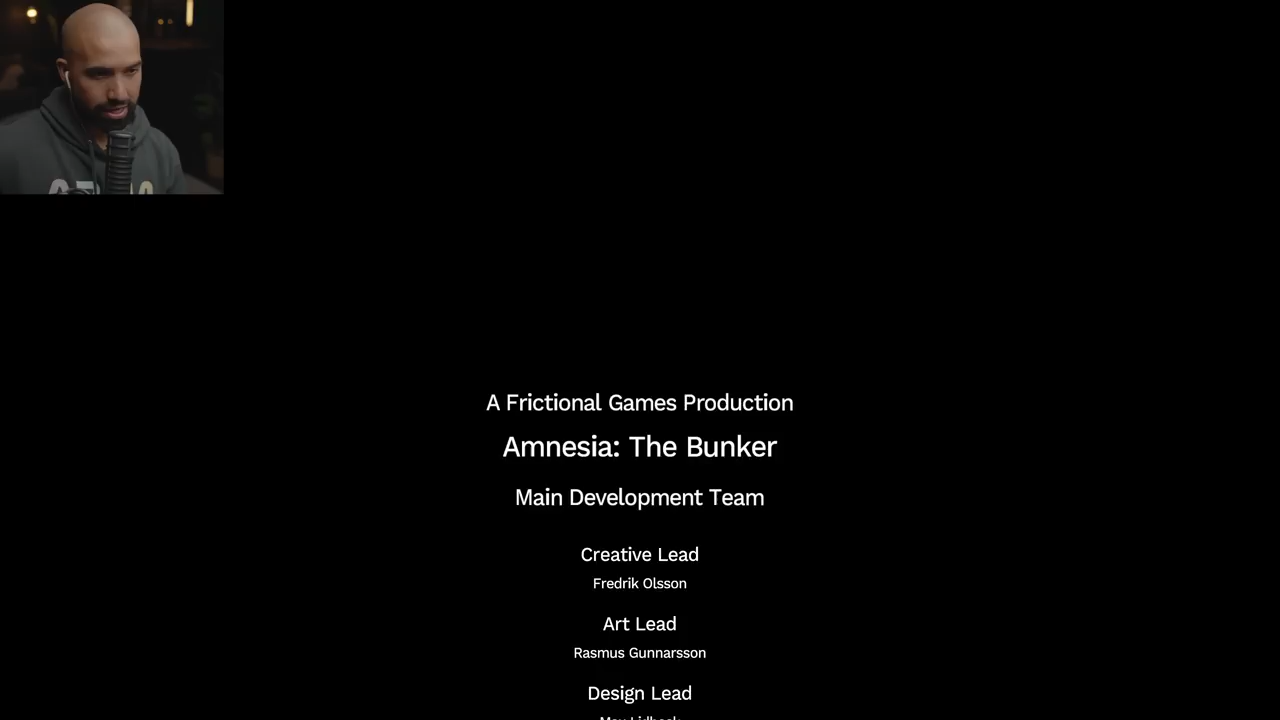 A Frictional Games Production
Amnesia: The Bunker
Main Development Team
Creative Lead
Fredrik Olsson
Art Lead
Rasmus Gunnarsson
Design Lead